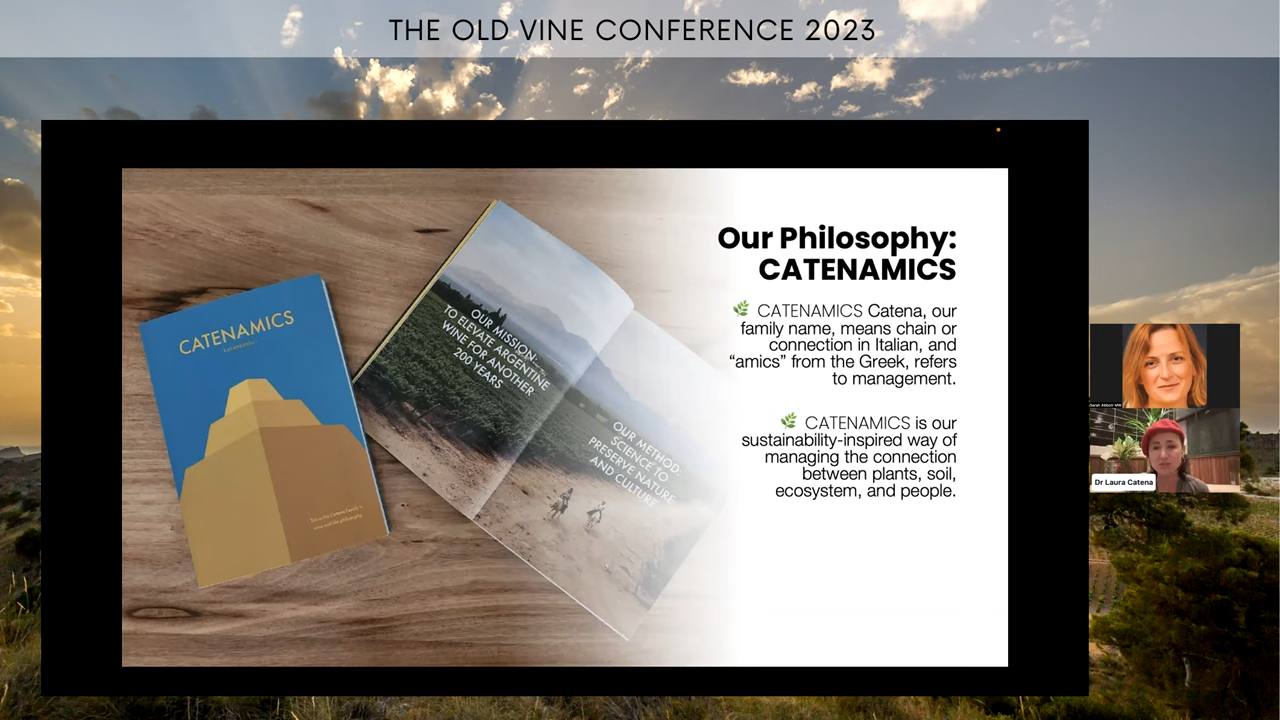 THE OLD VINE CONFERENCE 2023
CATENAMICS
OUR MISSION:
TO ELEVATE ARGENTINE
WINE FOR ANOTHER
200 YEARS
OUR METHOD:
SCIENCE TO
PRESERVE NATURE
AND CULTURE
Our Philosophy:
CATENAMICS
CATENAMICS Catena, our
family name, means chain or
connection in Italian, and
“amics” from the Greek, refers
to management.
CATENAMICS is our
sustainability-inspired way of
managing the connection
between plants, soil,
ecosystem, and people.
Sarah Abbott MW
Dr Laura Catena